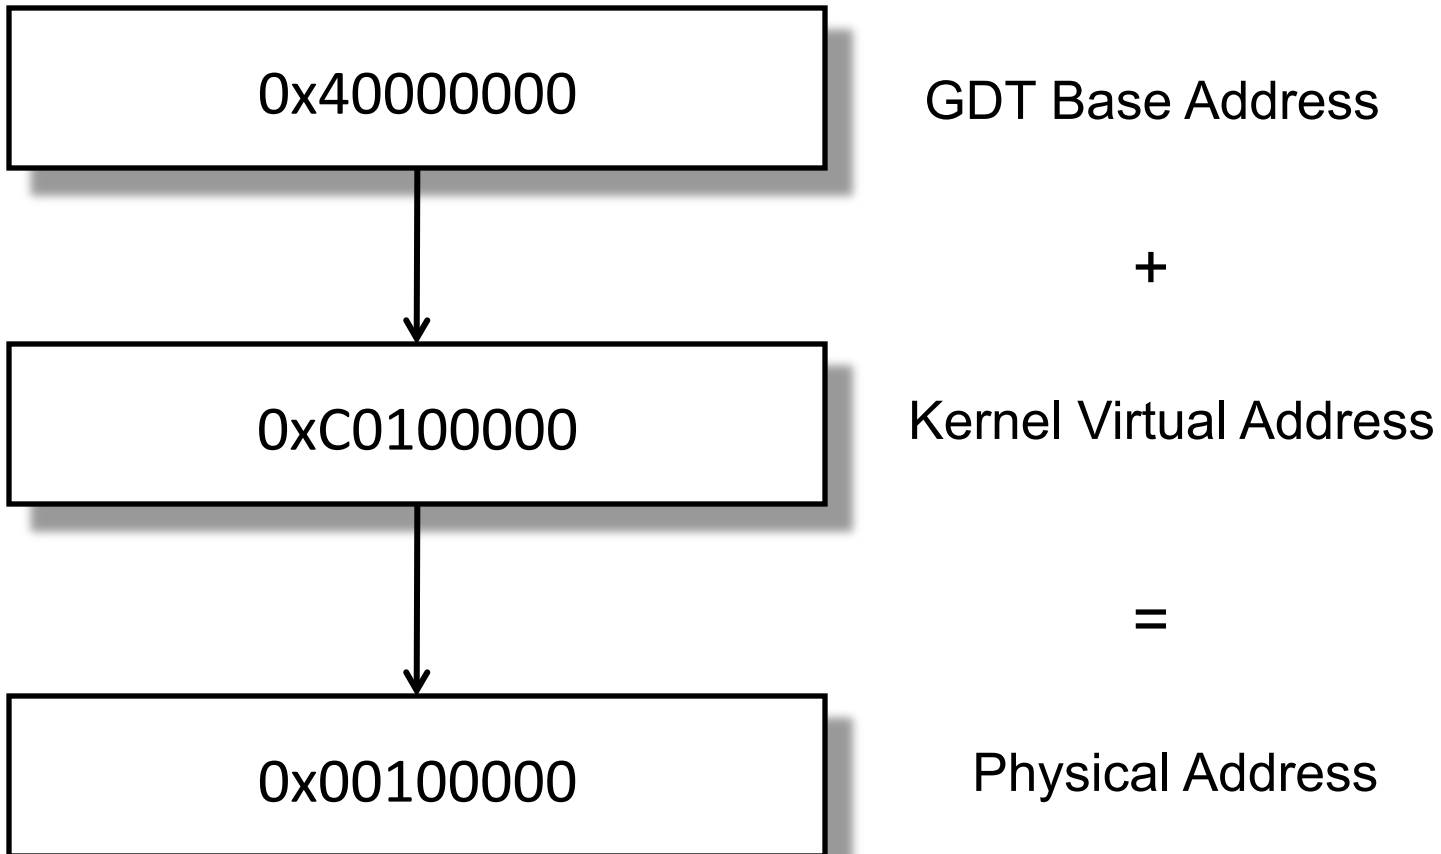 0x40000000
GDT Base Address
+
0xC0100000
Kernel Virtual Address
=
0x00100000
Physical Address